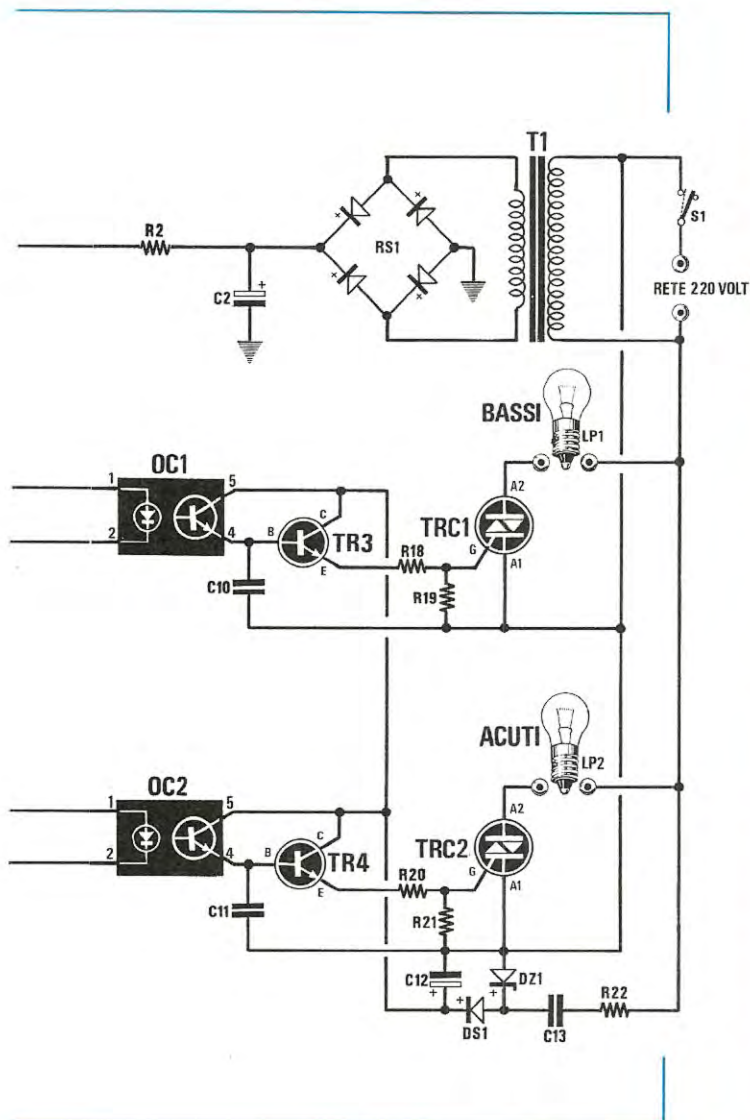 T1
S1
R2
RS1
C2
+
RETE 220 VOLT
BASSI
LP1
OC1
1
5
2
4
A2
TRC1
C
B
TR3
E
G
A1
R18
R19
C10
ACUTI
LP2
OC2
1
5
2
4
A2
TRC2
C
B
TR4
E
G
A1
R20
R21
C11
C12
+
DZ1
+
+
DS1
C13
R22